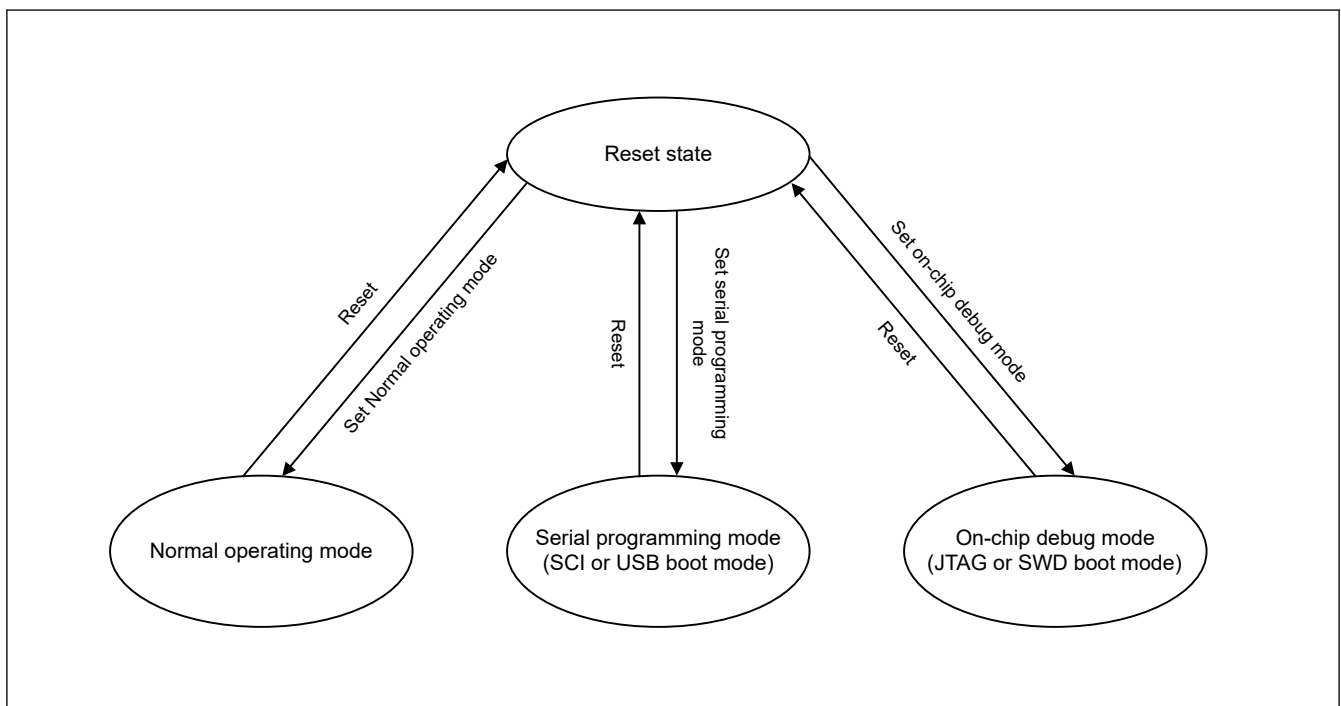 Reset state
Reset
Set Normal operating mode
Reset
Set serial programming
mode
Set on-chip debug mode
Reset
Normal operating mode
Serial programming mode
(SCI or USB boot mode)
On-chip debug mode
(JTAG or SWD boot mode)